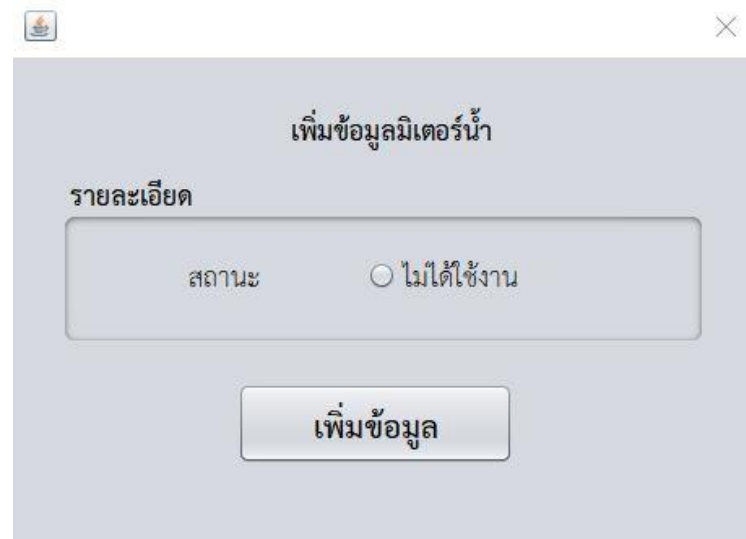 เพิ่มข้อมูลมิเตอร์น้ำ
รายละเอียด
สถานะ ไม่ได้ใช้งาน
เพิ่มข้อมูล